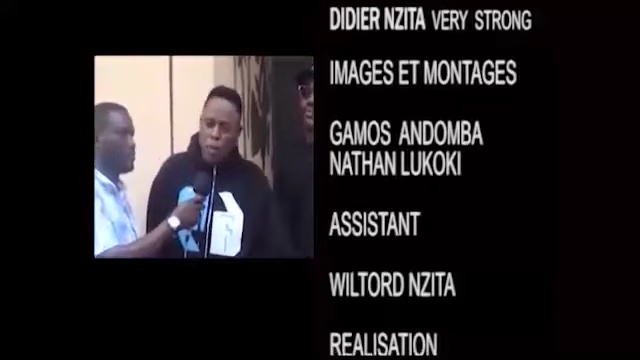 DIDIER NZITA VERY STRONG
IMAGES ET MONTAGES
GAMOS ANDOMBA
NATHAN LUKOKI
ASSISTANT
WILTORD NZITA
REALISATION